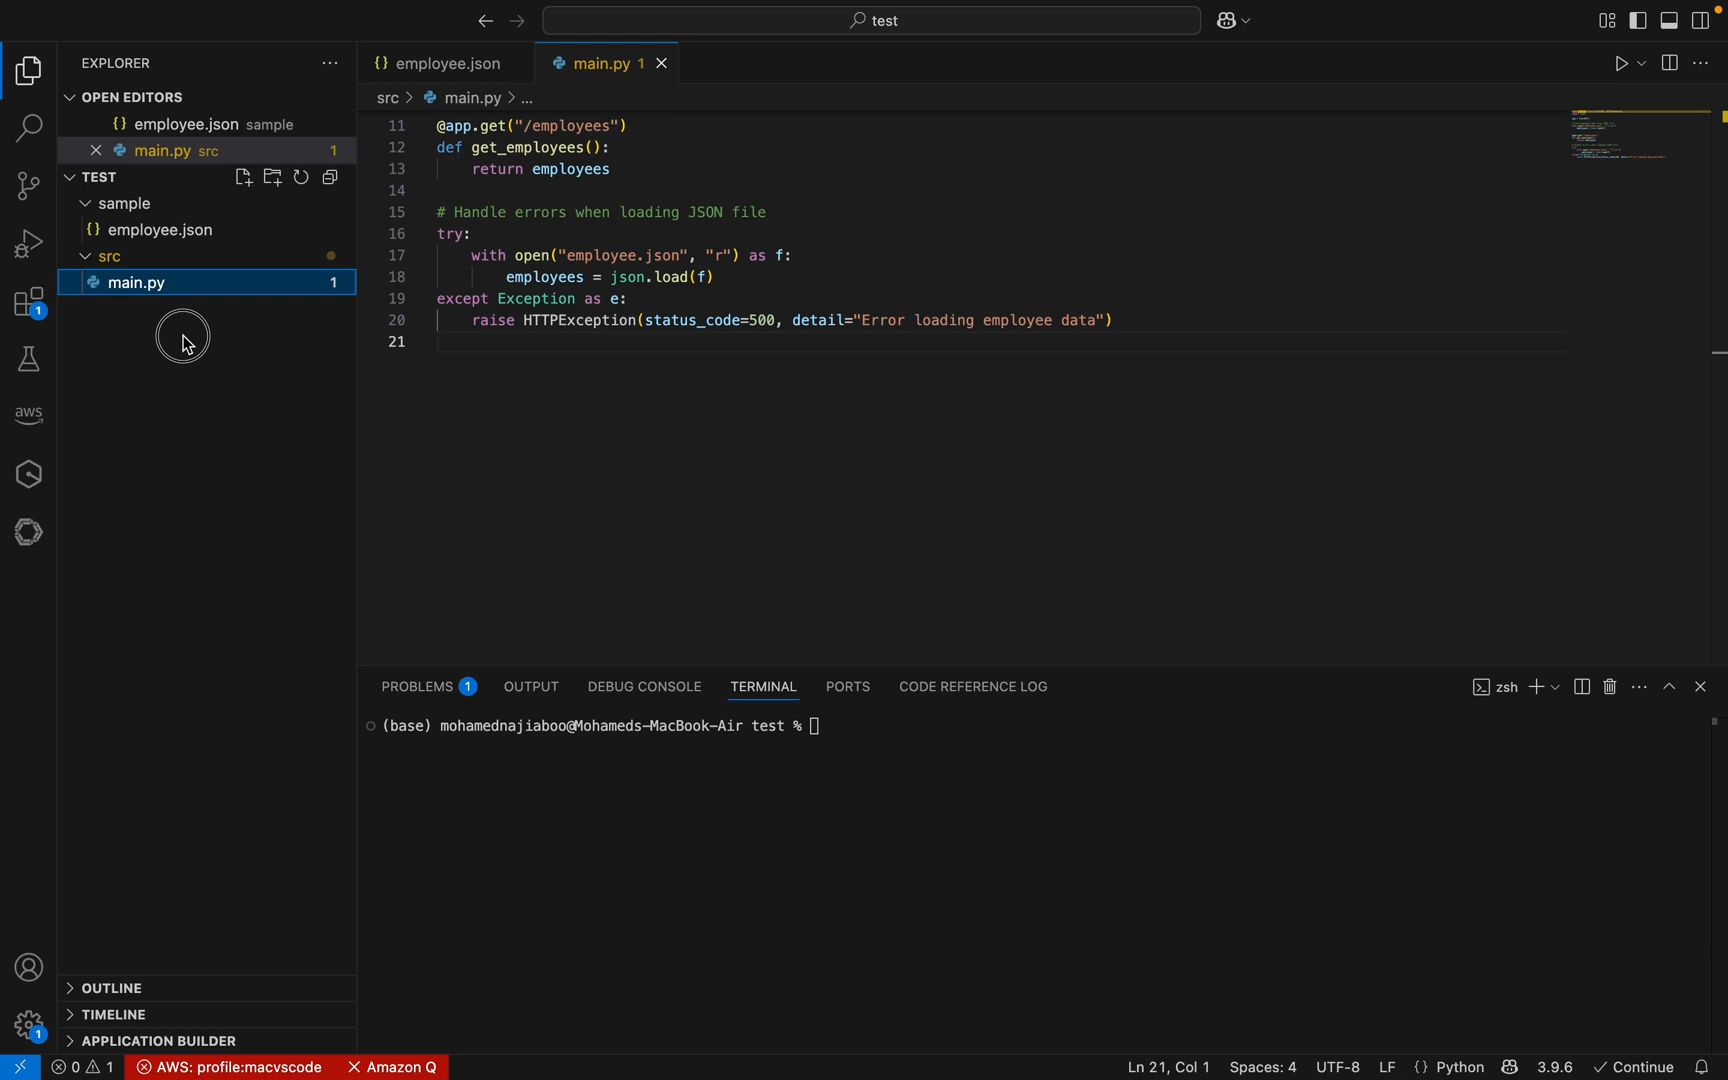 test
EXPLORER
OPEN EDITORS
{} employee.json sample
main.py src 1
TEST
sample
{} employee.json
src
main.py 1
1
aws
1
OUTLINE
TIMELINE
APPLICATION BUILDER
{} employee.json
main.py 1
src > main.py > ...
11 @app.get("/employees")
12 def get_employees():
13 return employees
14
15 # Handle errors when loading JSON file
16 try:
17 with open("employee.json", "r") as f:
18 employees = json.load(f)
19 except Exception as e:
20 raise HTTPException(status_code=500, detail="Error loading employee data")
21
PROBLEMS 1 OUTPUT DEBUG CONSOLE TERMINAL PORTS CODE REFERENCE LOG
zsh
(base) mohamednajiaboo@Mohameds-MacBook-Air test %
0 1 AWS: profile:macvscode Amazon Q Ln 21, Col 1 Spaces: 4 UTF-8 LF {} Python 3.9.6 Continue